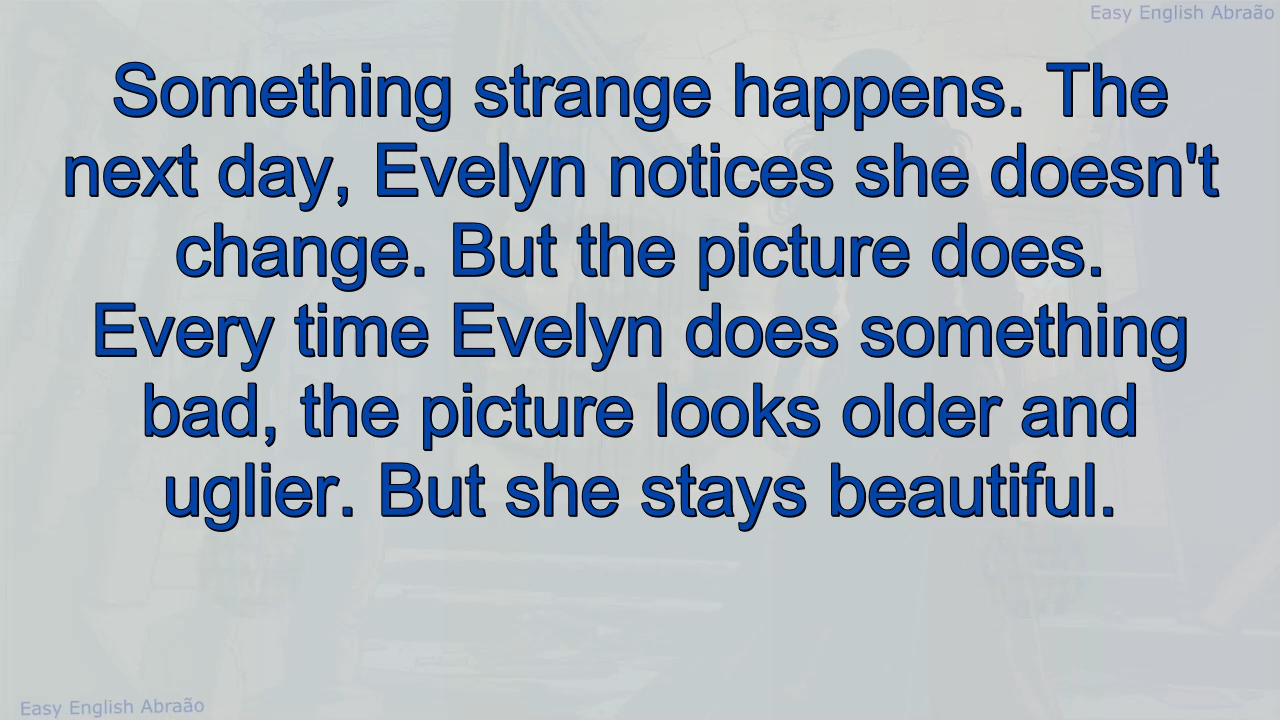 Easy English Abraão
Something strange happens. The
next day, Evelyn notices she doesn't
change. But the picture does.
Every time Evelyn does something
bad, the picture looks older and
uglier. But she stays beautiful.
Easy English Abraão